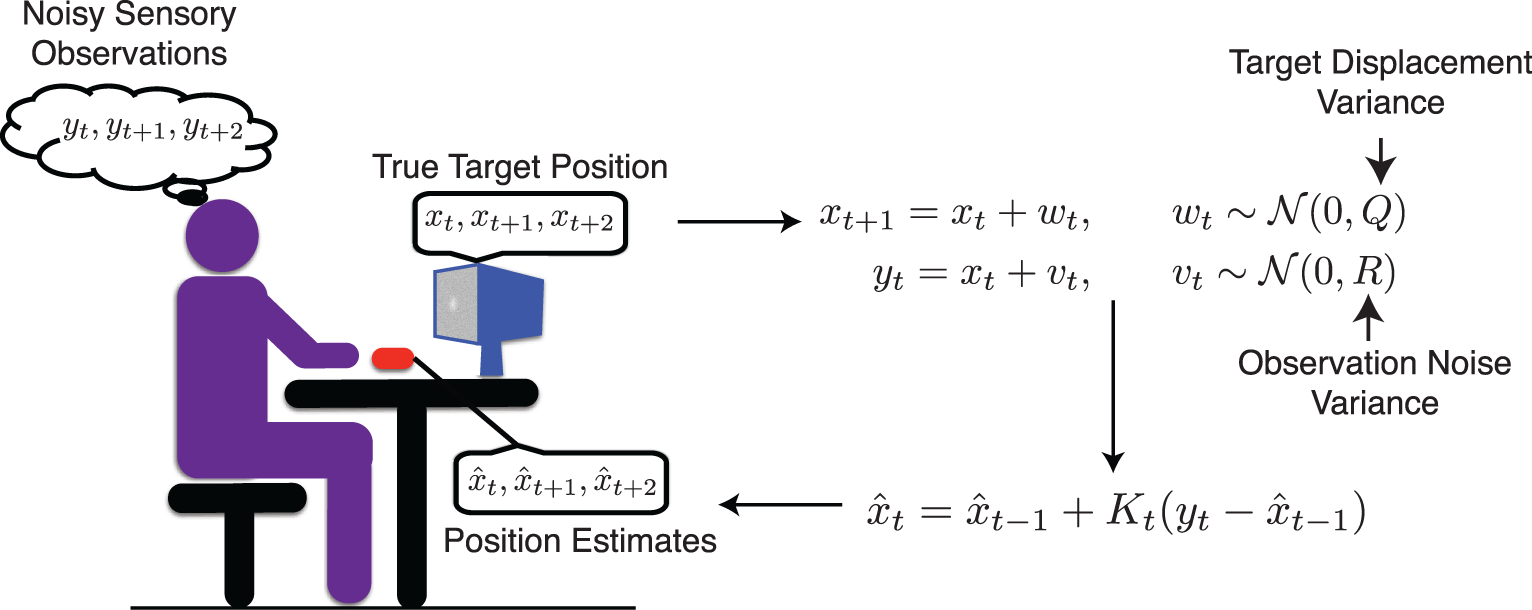 Noisy Sensory
Observations
y_t, y_{t+1}, y_{t+2}
True Target Position
x_t, x_{t+1}, x_{t+2}
Target Displacement
Variance
x_{t+1} = x_t + w_t, w_t ∼ 𝒩(0, Q)
y_t = x_t + v_t, v_t ∼ 𝒩(0, R)
Observation Noise
Variance
x̂_t, x̂_{t+1}, x̂_{t+2}
Position Estimates
x̂_t = x̂_{t−1} + K_t(y_t − x̂_{t−1})